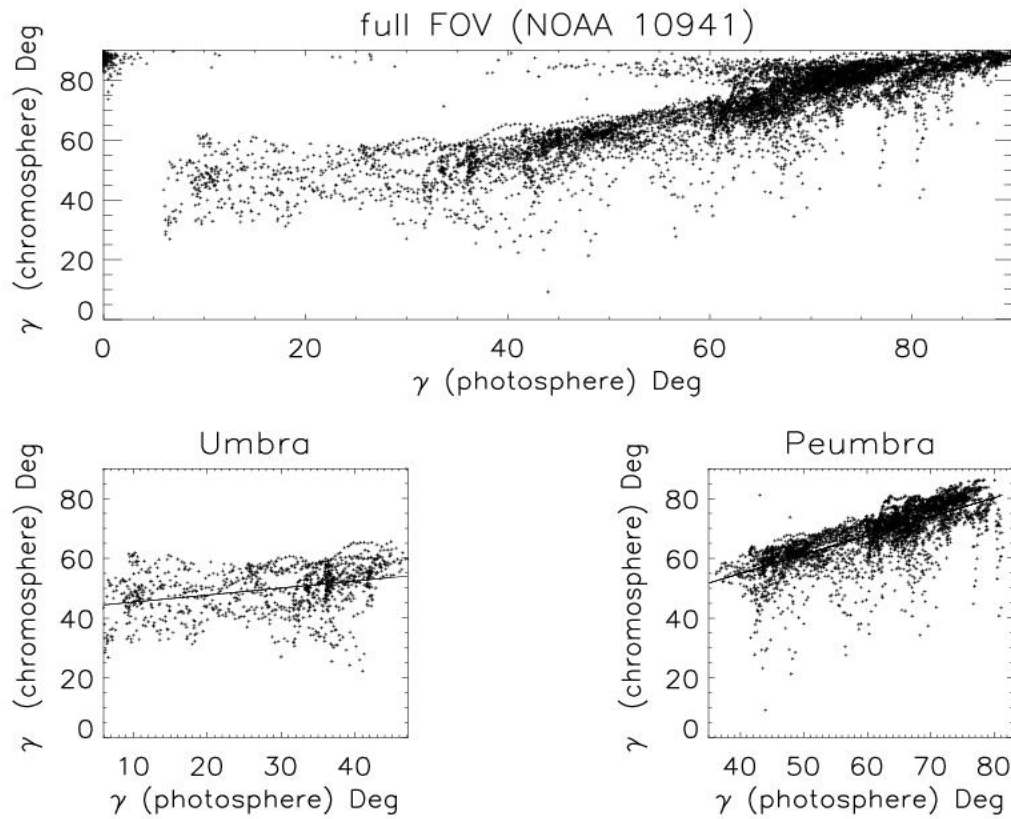 full FOV (NOAA 10941)
γ (chromosphere) Deg
80
60
40
20
0
0 20 40 60 80
γ (photosphere) Deg
Umbra
γ (chromosphere) Deg
80
60
40
20
0
10 20 30 40
γ (photosphere) Deg
Peumbra
γ (chromosphere) Deg
80
60
40
20
0
40 50 60 70 80
γ (photosphere) Deg